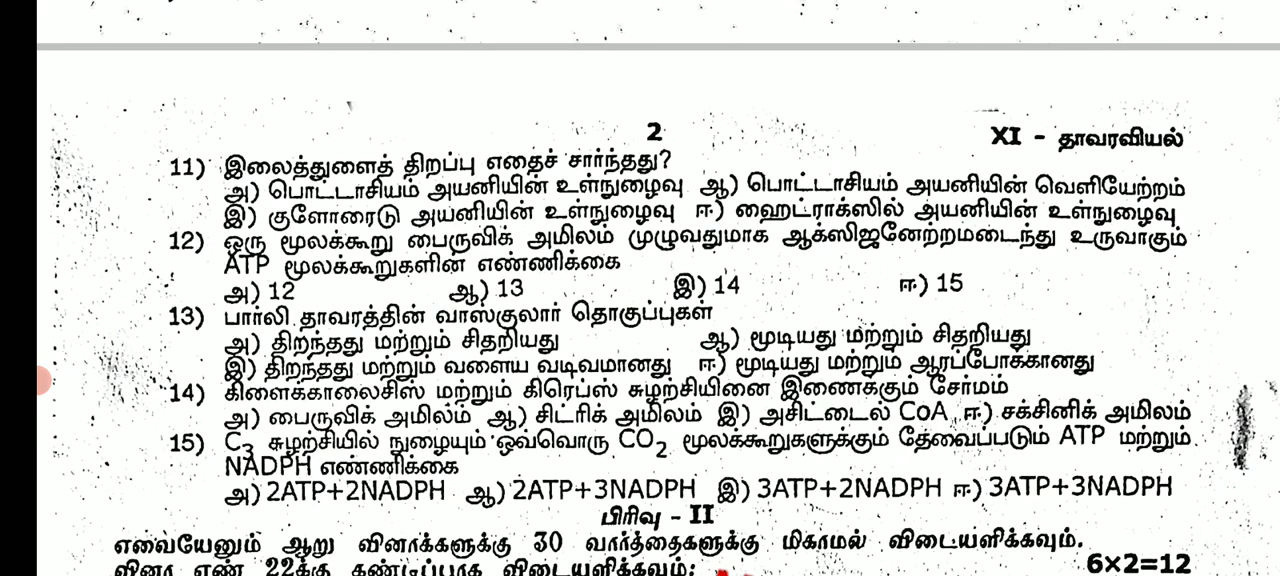 2
XI - தாவரவியல்
11) இலைத்துளைத் திறப்பு எதைச் சார்ந்தது?
அ) பொட்டாசியம் அயனியின் உள்நுழைவு ஆ) பொட்டாசியம் அயனியின் வெளியேற்றம்
இ) குளோரைடு அயனியின் உள்நுழைவு ஈ) ஹைட்ராக்ஸில் அயனியின் உள்நுழைவு
12) ஒரு மூலக்கூறு பைருவிக் அமிலம் முழுவதுமாக ஆக்ஸிஜனேற்றமடைந்து உருவாகும்
ATP மூலக்கூறுகளின் எண்ணிக்கை
அ) 12 ஆ) 13 இ) 14 ஈ) 15
13) பார்லி தாவரத்தின் வாஸ்குலார் தொகுப்புகள்
அ) திறந்தது மற்றும் சிதறியது ஆ) மூடியது மற்றும் சிதறியது
இ) திறந்தது மற்றும் வளைய வடிவமானது ஈ) மூடியது மற்றும் ஆரப்போக்கானது
14) கிளைக்காலைசிஸ் மற்றும் கிரெப்ஸ் சுழற்சியினை இணைக்கும் சேர்மம்
அ) பைருவிக் அமிலம் ஆ) சிட்ரிக் அமிலம் இ) அசிட்டைல் CoA ஈ) சக்சினிக் அமிலம்
15) C3 சுழற்சியில் நுழையும் ஒவ்வொரு CO2 மூலக்கூறுகளுக்கும் தேவைப்படும் ATP மற்றும்
NADPH எண்ணிக்கை
அ) 2ATP+2NADPH ஆ) 2ATP+3NADPH இ) 3ATP+2NADPH ஈ) 3ATP+3NADPH
பிரிவு - II
எவையேனும் ஆறு வினாக்களுக்கு 30 வார்த்தைகளுக்கு மிகாமல் விடையளிக்கவும்.
வினா எண் 22க்கு கண்டிப்பாக விடையளிக்கவும்: 6×2=12